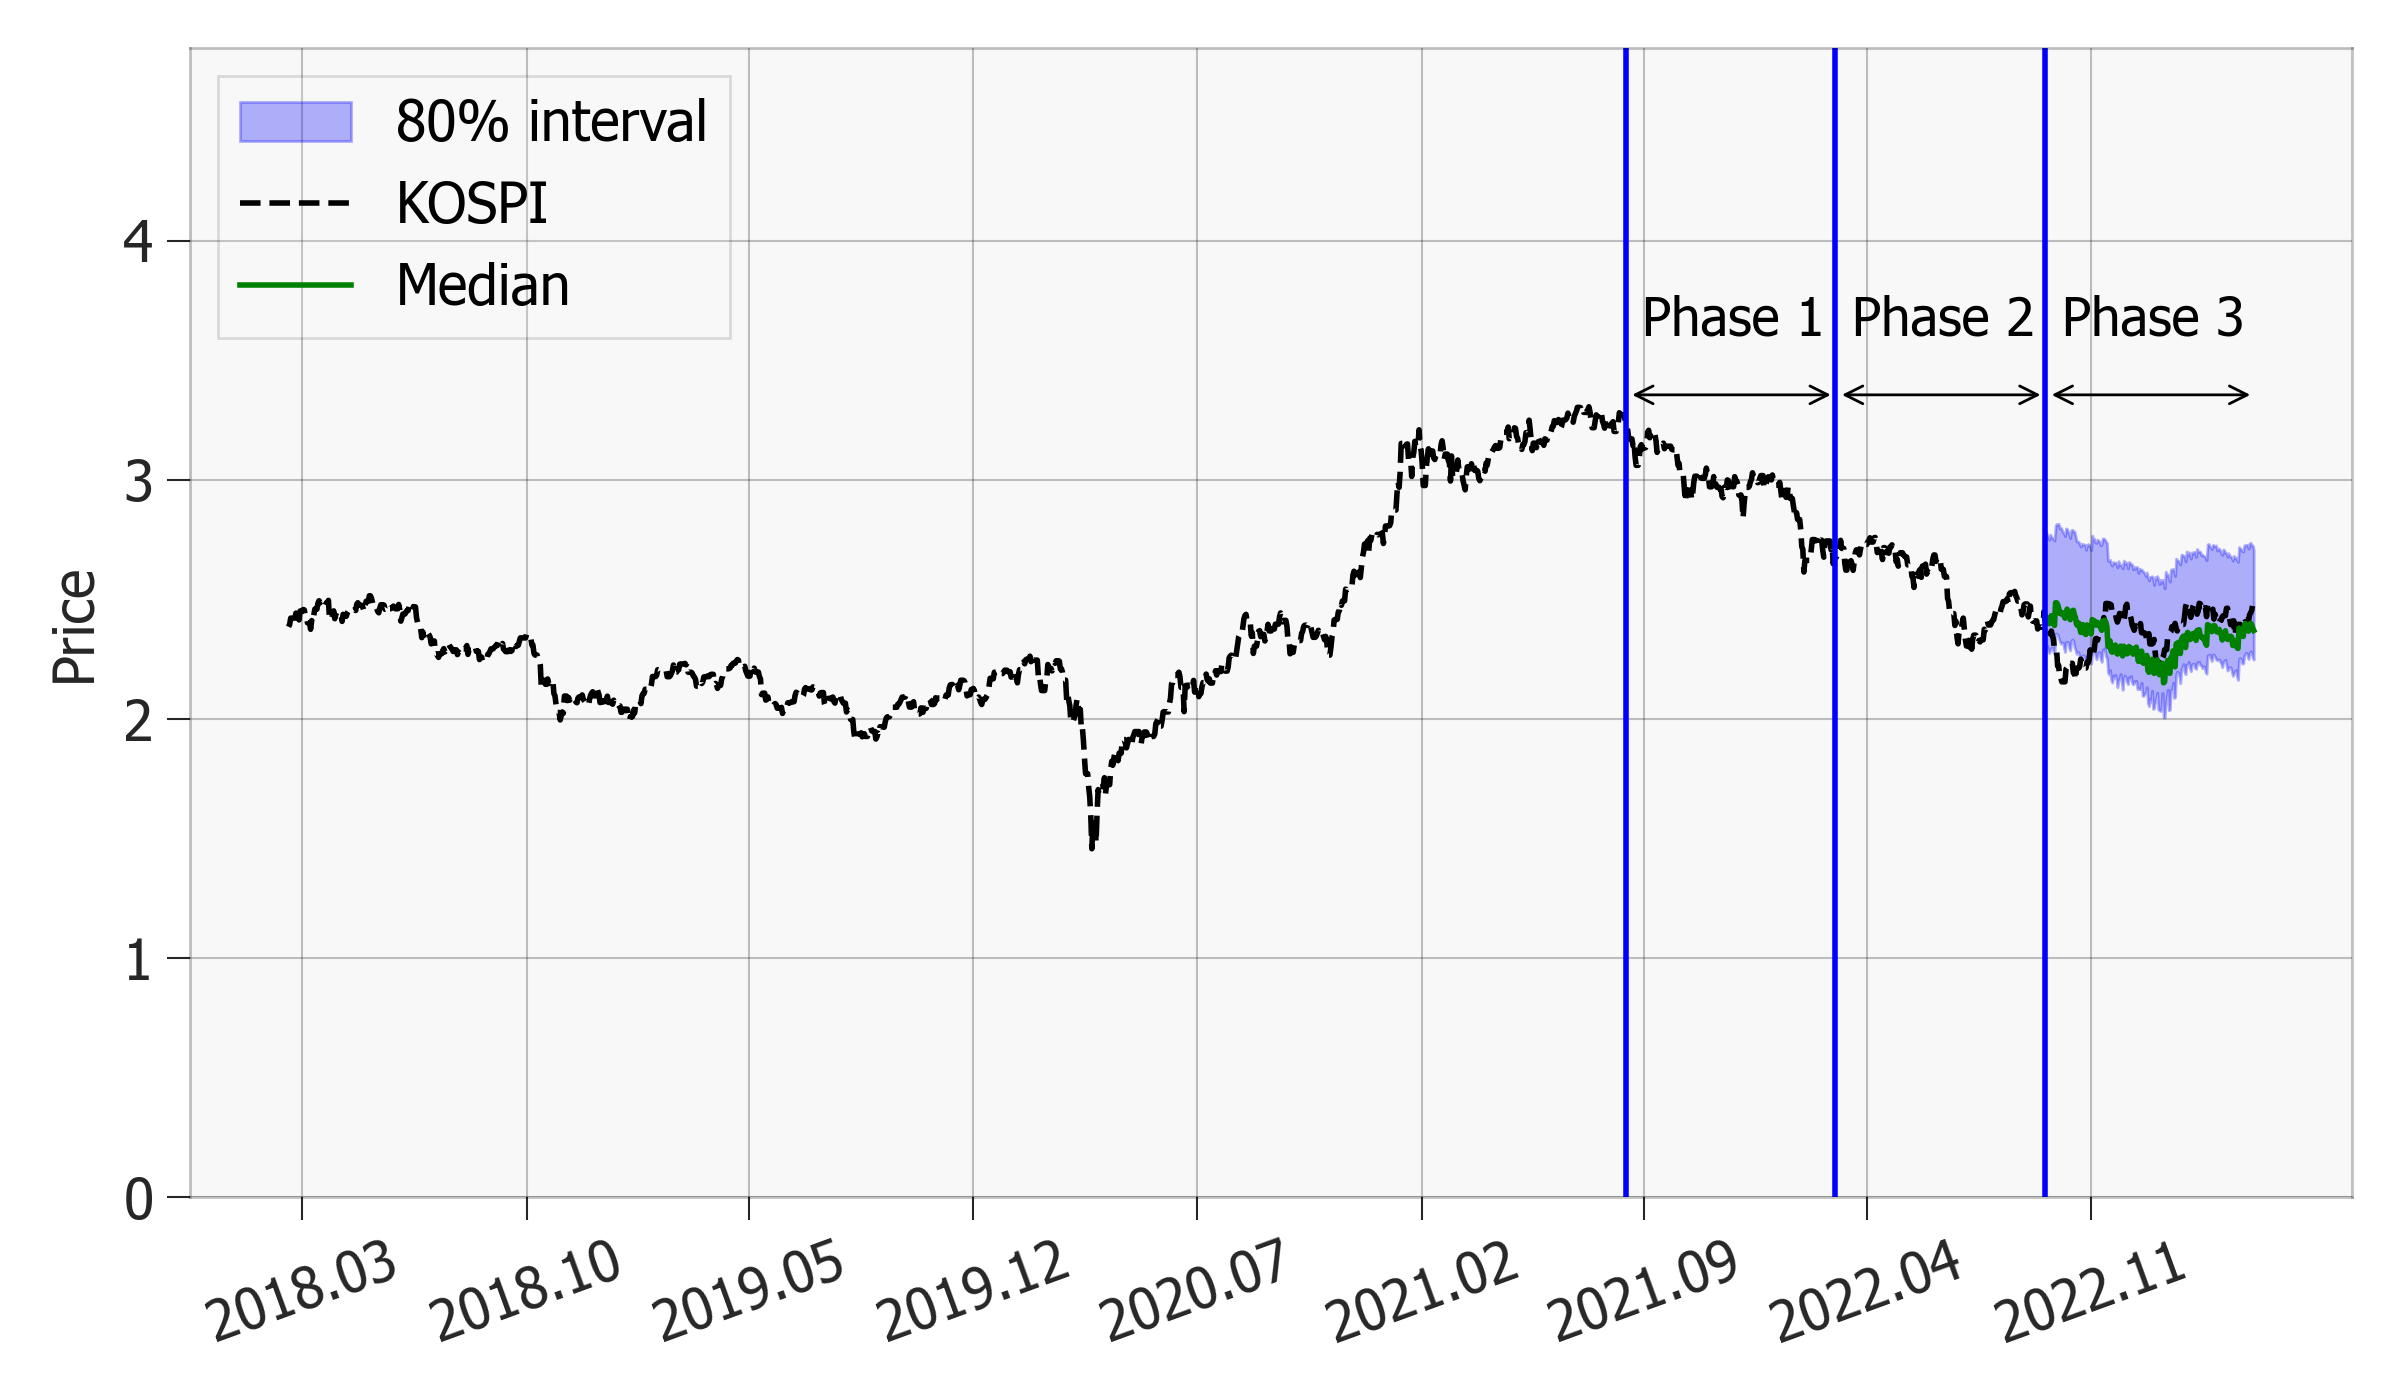 80% interval
KOSPI
Median
Phase 1
Phase 2
Phase 3
Price
4
3
2
1
0
2018.03
2018.10
2019.05
2019.12
2020.07
2021.02
2021.09
2022.04
2022.11